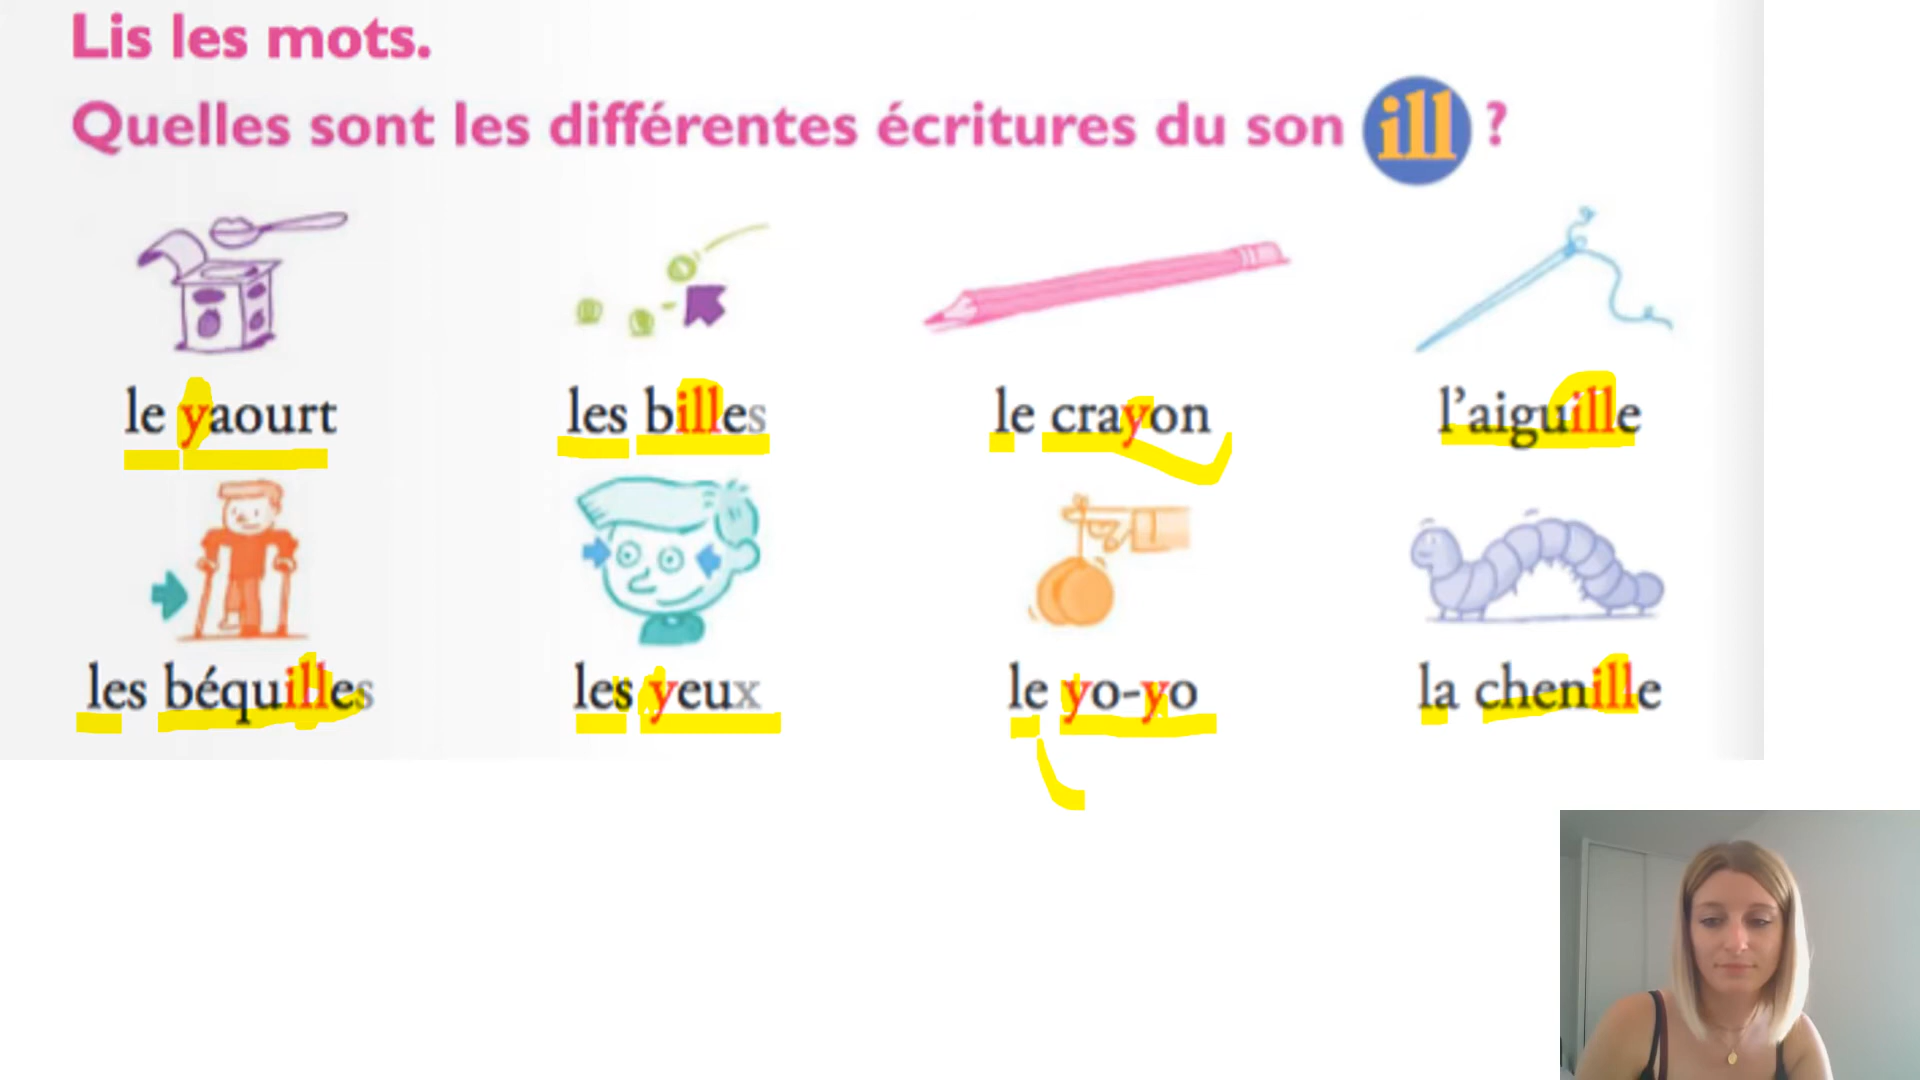 Lis les mots.
Quelles sont les différentes écritures du son ill ?
le yaourt
les billes
le crayon
l'aiguille
les béquilles
les yeux
le yo-yo
la chenille